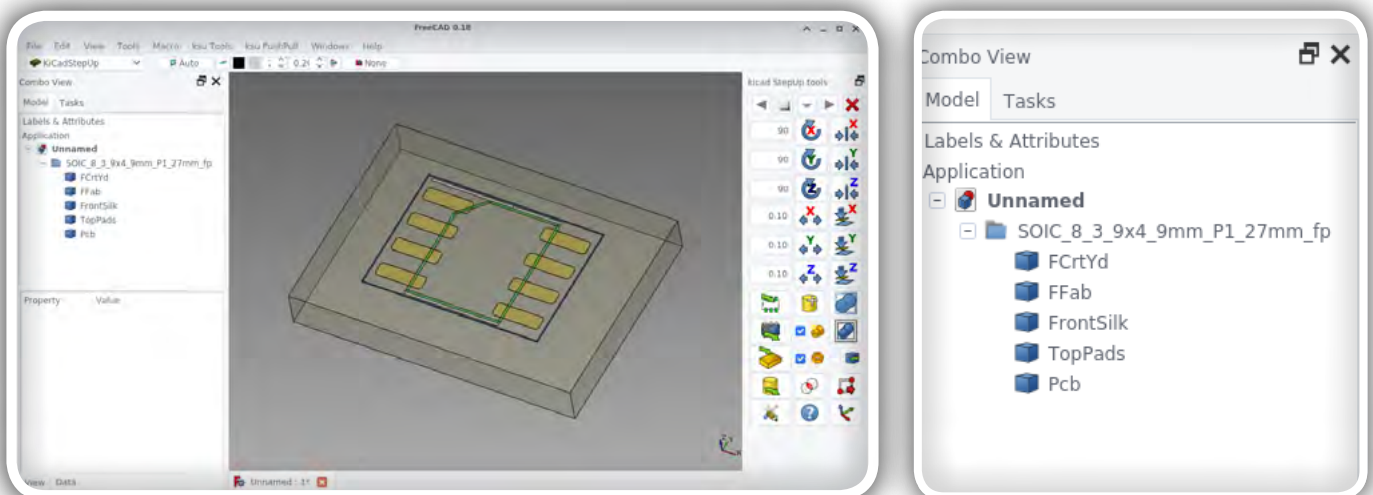 FreeCAD 0.18
File Edit View Tools Macro ksu Tools ksu PushPull Windows Help
KiCadStepUp Auto 0.20 None
Combo View
Model Tasks
Labels & Attributes
Application
Unnamed
SOIC_8_3_9x4_9mm_P1_27mm_fp
FCrtYd
FFab
FrontSilk
TopPads
Pcb
Property Value
View Data
Unnamed : 1
kicad StepUp tools
90 X X
90 Y Y
90 Z Z
0.10 X X
0.10 Y Y
0.10 Z Z
Z Y X
Combo View
Model Tasks
Labels & Attributes
Application
Unnamed
SOIC_8_3_9x4_9mm_P1_27mm_fp
FCrtYd
FFab
FrontSilk
TopPads
Pcb